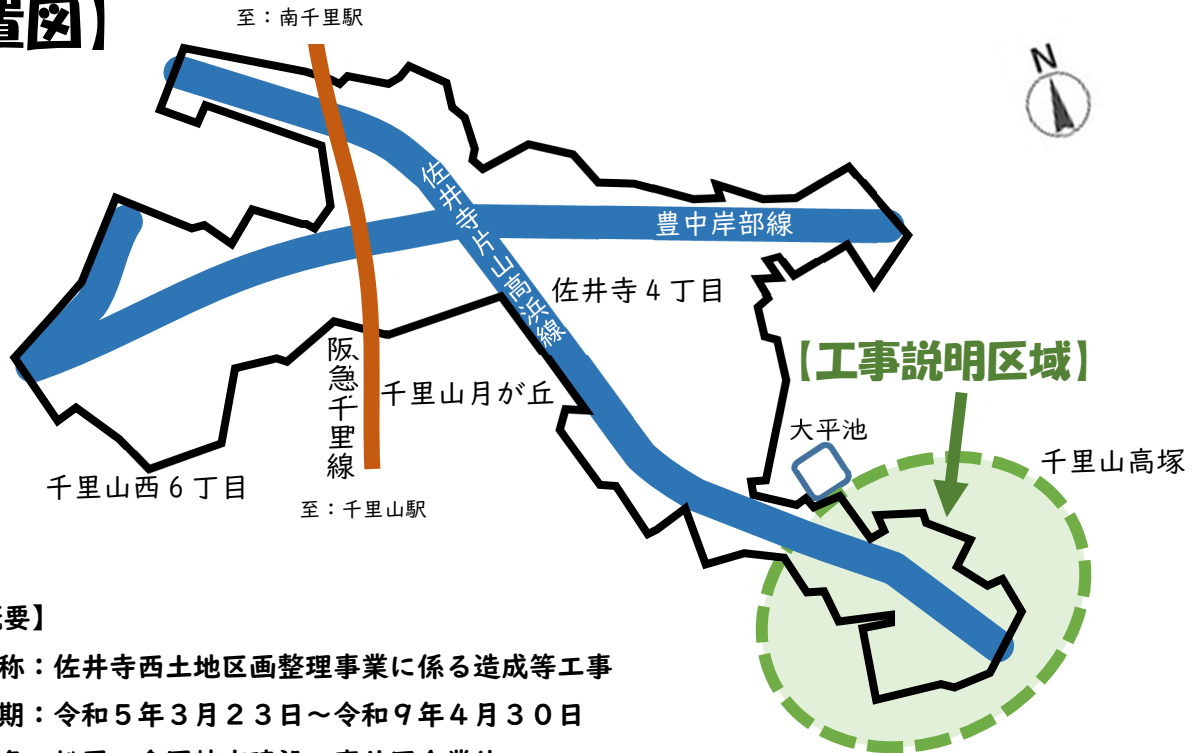 置図】
至：南千里駅
N
佐井寺片山高浜線
豊中岸部線
佐井寺４丁目
【工事説明区域】
阪急千里線
千里山月が丘
大平池
千里山高塚
千里山西６丁目
至：千里山駅
要】
称：佐井寺西土地区画整理事業に係る造成等工事
期：令和５年３月２３日～令和９年４月３０日